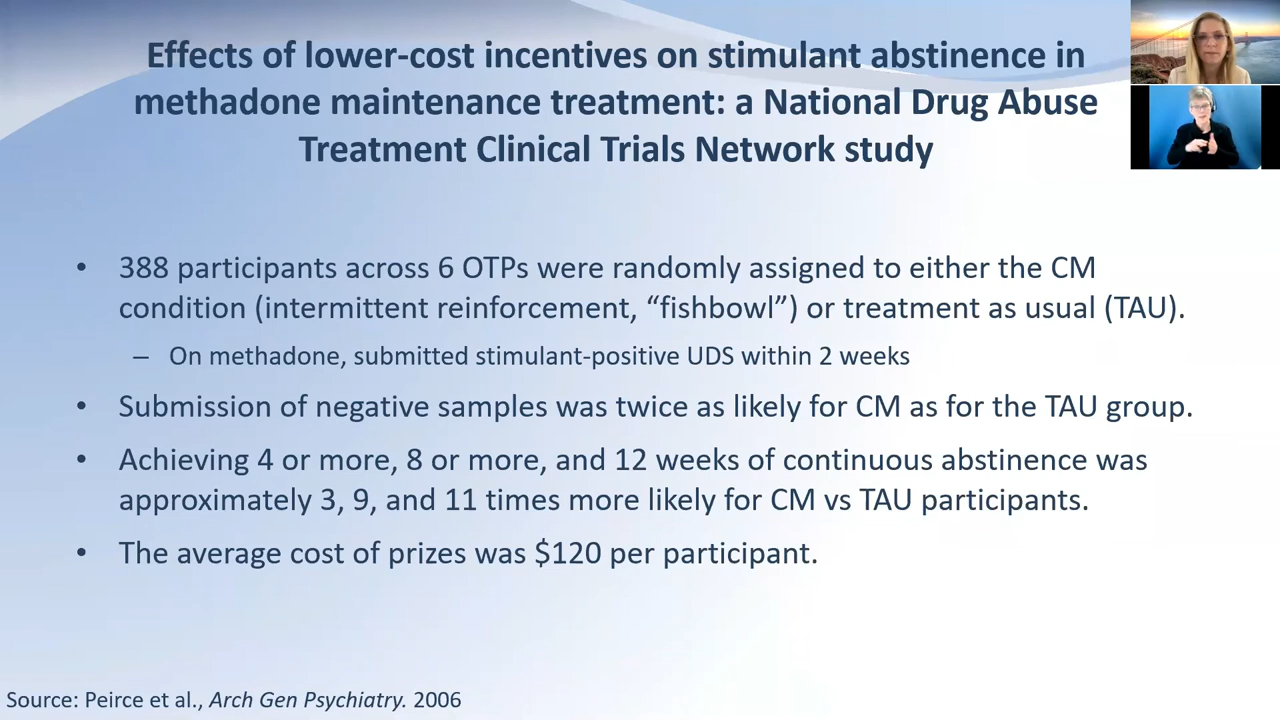 Effects of lower-cost incentives on stimulant abstinence in
methadone maintenance treatment: a National Drug Abuse
Treatment Clinical Trials Network study
• 388 participants across 6 OTPs were randomly assigned to either the CM
condition (intermittent reinforcement, “fishbowl”) or treatment as usual (TAU).
– On methadone, submitted stimulant-positive UDS within 2 weeks
• Submission of negative samples was twice as likely for CM as for the TAU group.
• Achieving 4 or more, 8 or more, and 12 weeks of continuous abstinence was
approximately 3, 9, and 11 times more likely for CM vs TAU participants.
• The average cost of prizes was $120 per participant.
Source: Peirce et al., Arch Gen Psychiatry. 2006